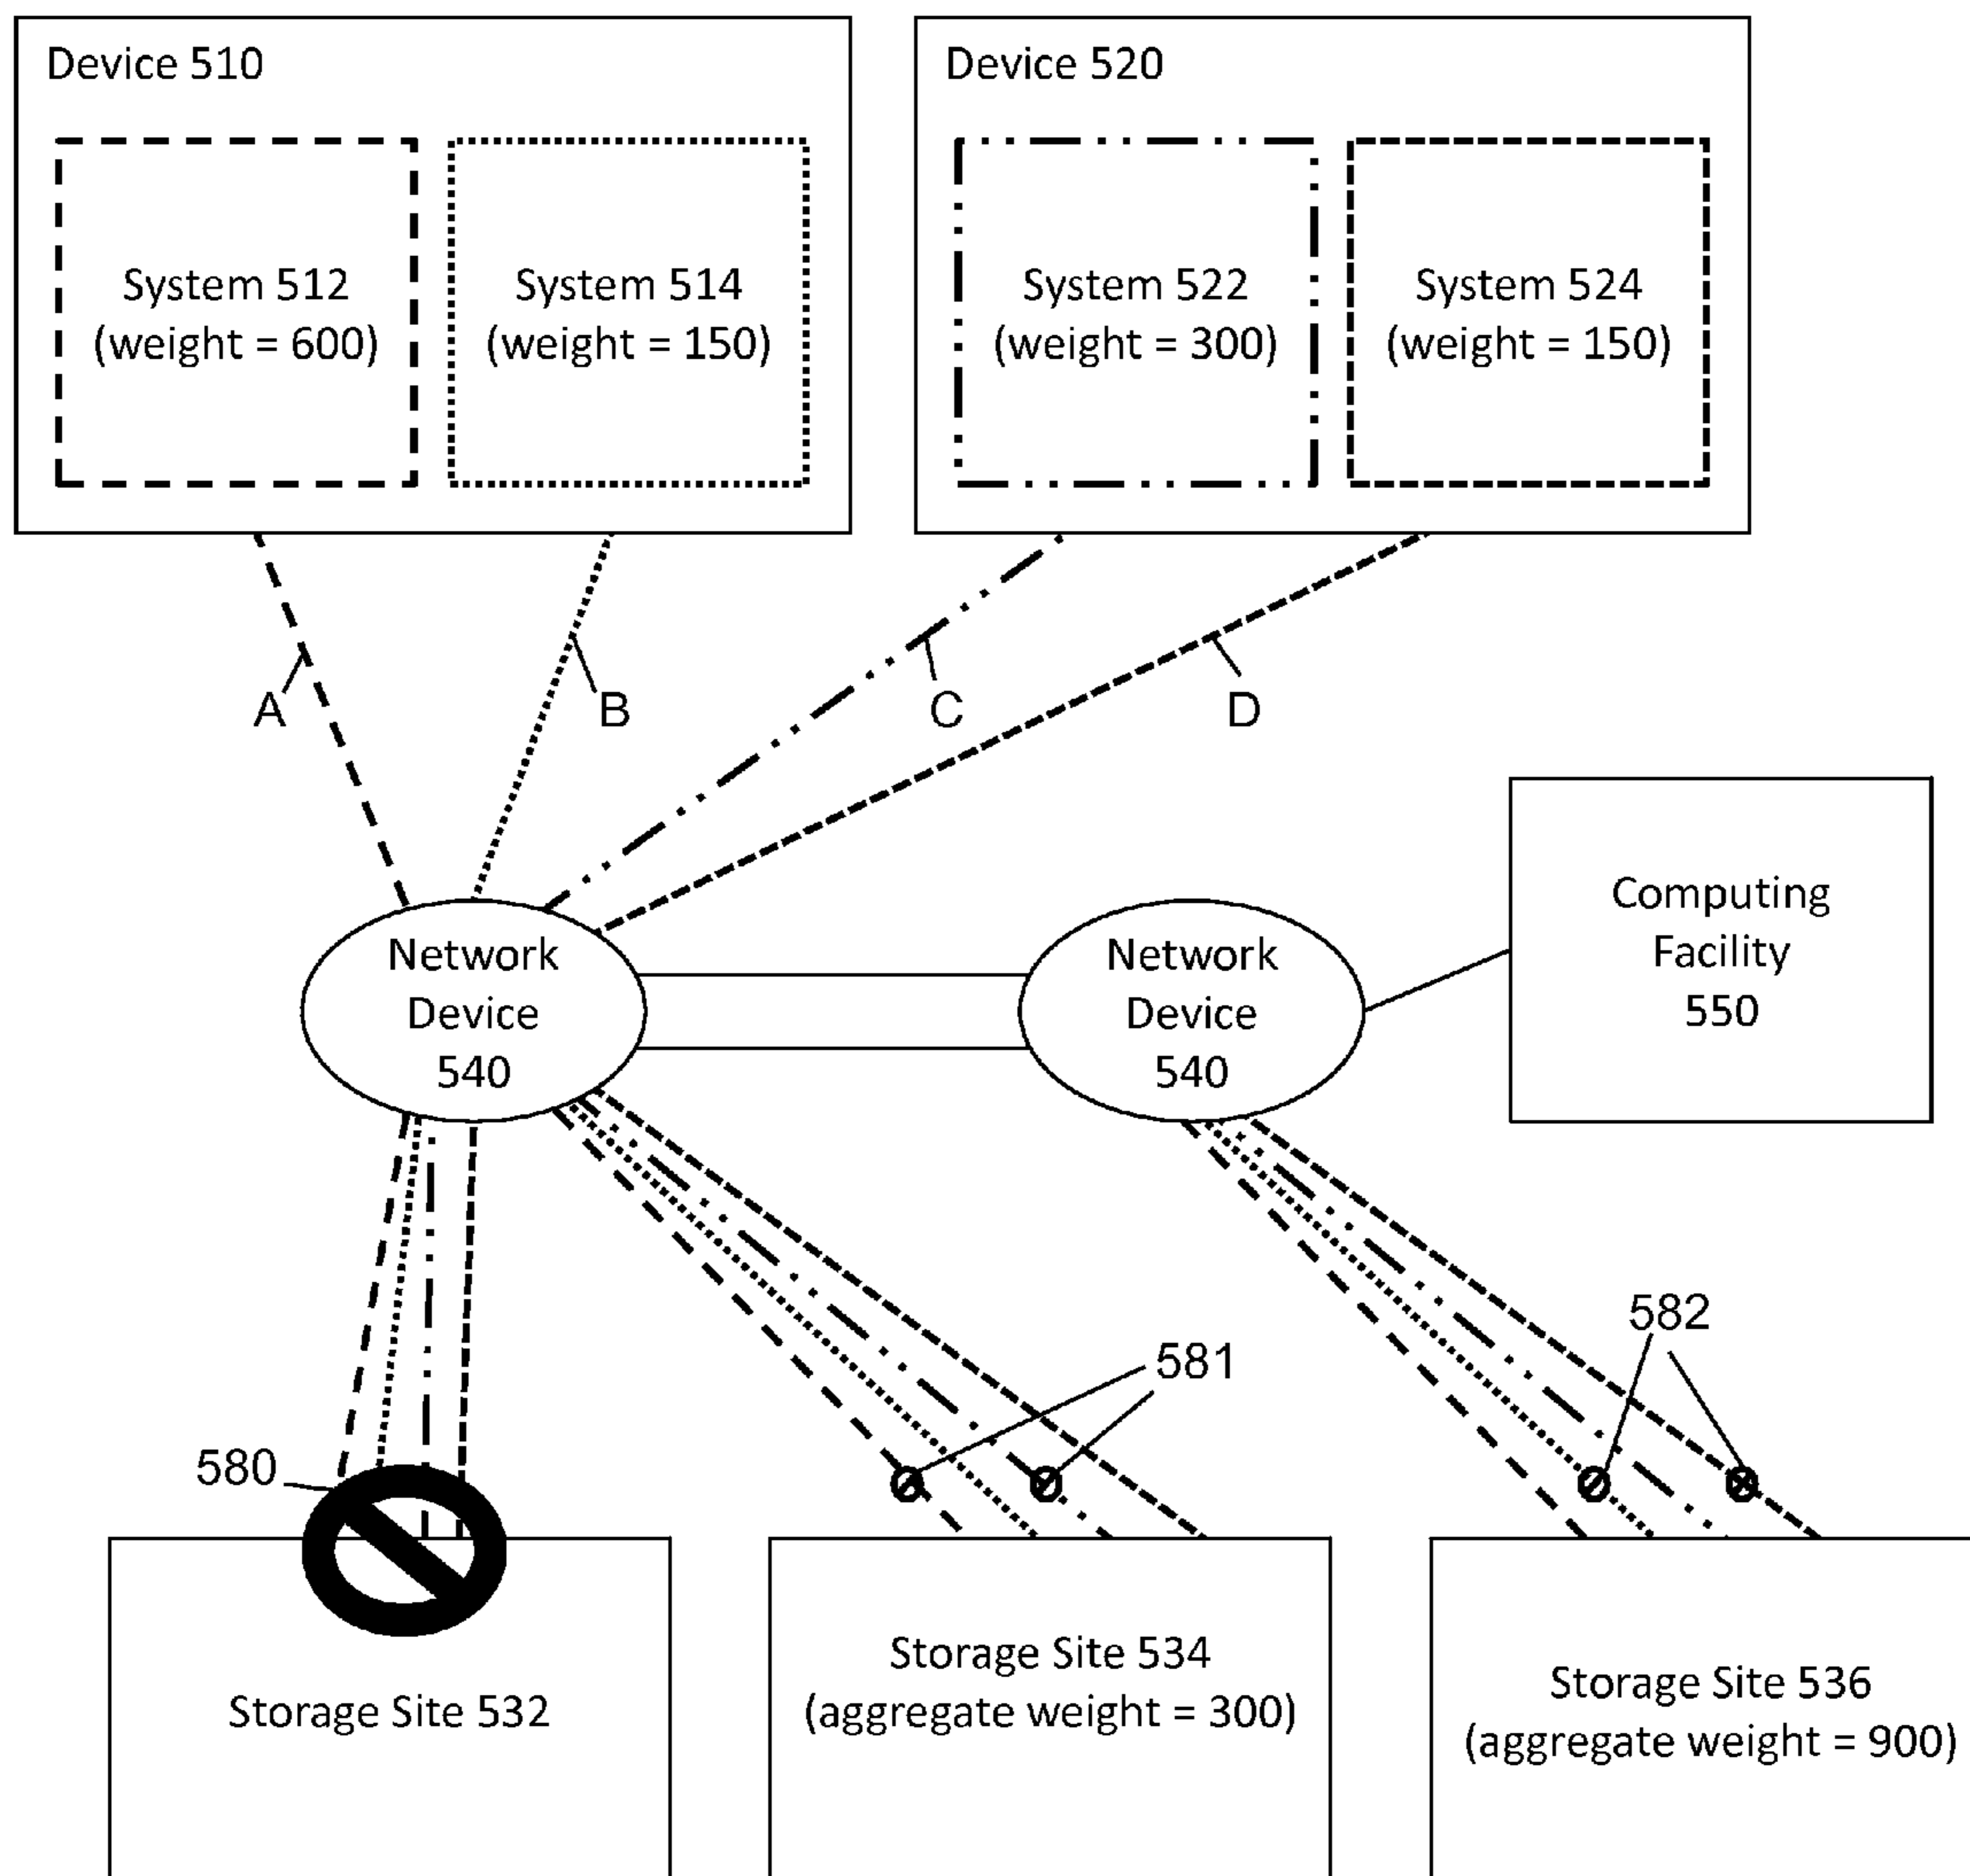 Device 510
Device 520
System 512
(weight = 600)
System 514
(weight = 150)
System 522
(weight = 300)
System 524
(weight = 150)
A
B
C
D
Network
Device
540
Network
Device
540
Computing
Facility
550
580
581
582
Storage Site 532
Storage Site 534
(aggregate weight = 300)
Storage Site 536
(aggregate weight = 900)